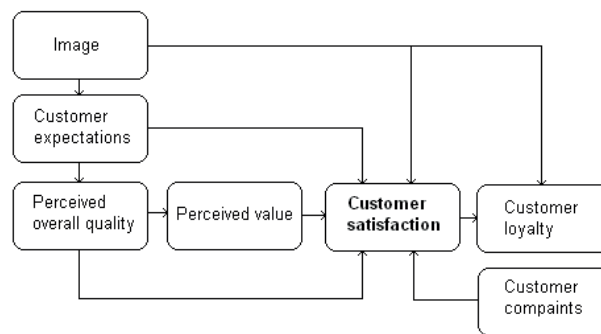 Image
Customer
expectations
Perceived
overall quality
Perceived value
Customer
satisfaction
Customer
loyalty
Customer
compaints